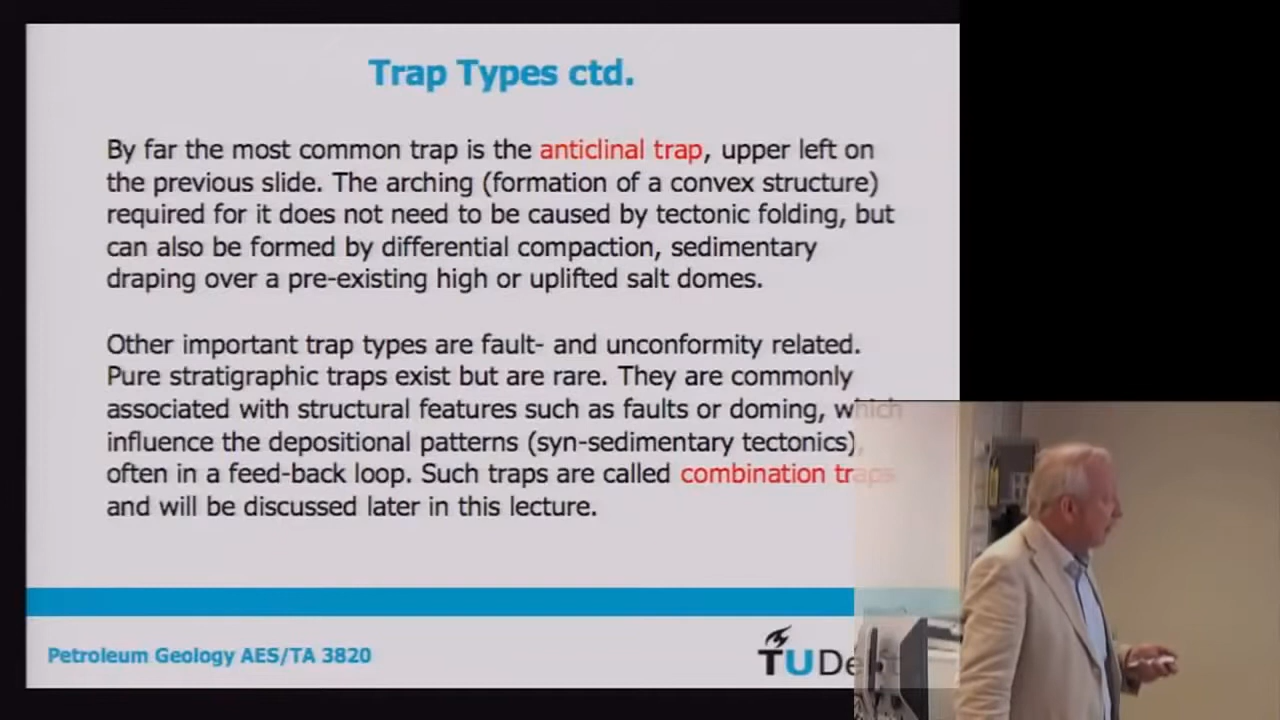 Trap Types ctd.
By far the most common trap is the anticlinal trap, upper left on
the previous slide. The arching (formation of a convex structure)
required for it does not need to be caused by tectonic folding, but
can also be formed by differential compaction, sedimentary
draping over a pre-existing high or uplifted salt domes.
Other important trap types are fault- and unconformity related.
Pure stratigraphic traps exist but are rare. They are commonly
associated with structural features such as faults or doming, which
influence the depositional patterns (syn-sedimentary tectonics),
often in a feed-back loop. Such traps are called combination traps
and will be discussed later in this lecture.
Petroleum Geology AES/TA 3820
TU Delft